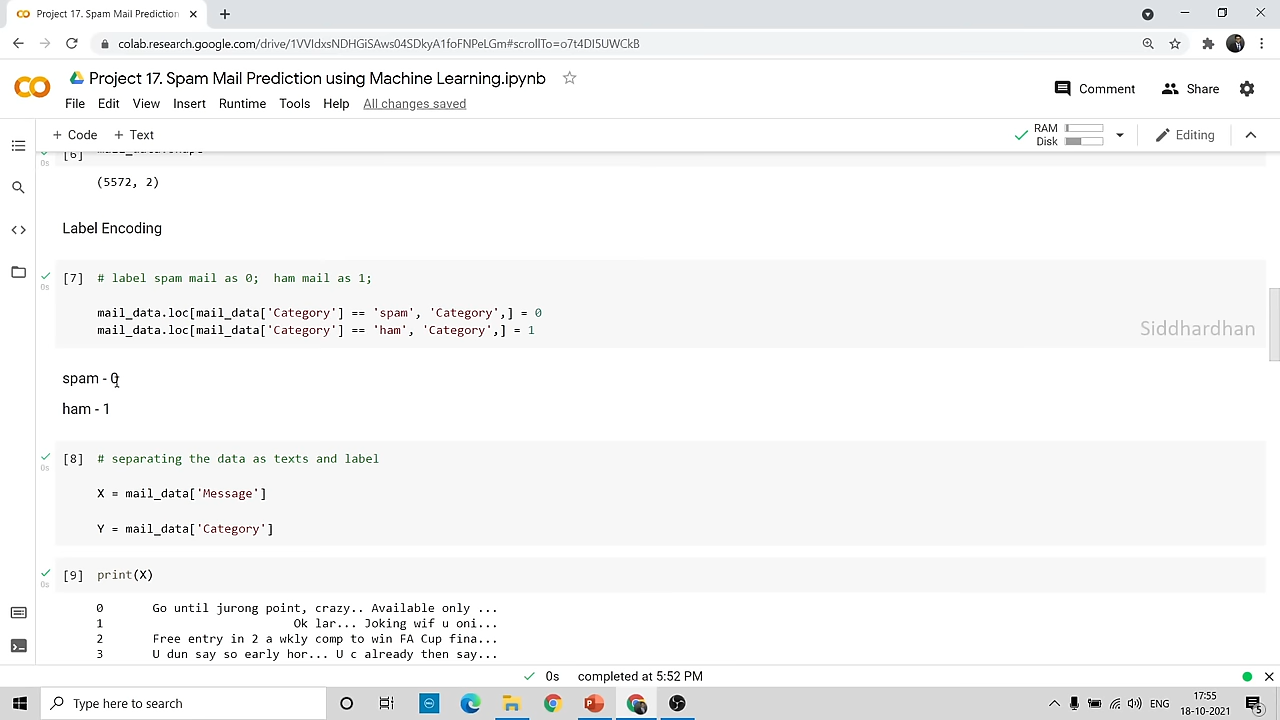 Project 17. Spam Mail Prediction
colab.research.google.com/drive/1VVIdxsNDHGiSAws04SDkyA1foFNPeLGm#scrollTo=o7t4DI5UWCkB
Project 17. Spam Mail Prediction using Machine Learning.ipynb
Comment
Share
File Edit View Insert Runtime Tools Help All changes saved
+ Code + Text
RAM
Disk
Editing
[6]
0s
(5572, 2)
Label Encoding
[7] # label spam mail as 0; ham mail as 1;
0s
mail_data.loc[mail_data['Category'] == 'spam', 'Category',] = 0
mail_data.loc[mail_data['Category'] == 'ham', 'Category',] = 1
Siddhardhan
spam - 0
ham - 1
[8] # separating the data as texts and label
0s
X = mail_data['Message']
Y = mail_data['Category']
[9] print(X)
0s
0 Go until jurong point, crazy.. Available only ...
1 Ok lar... Joking wif u oni...
2 Free entry in 2 a wkly comp to win FA Cup fina...
3 U dun say so early hor... U c already then say...
0s completed at 5:52 PM
Type here to search
ENG
17:55
18-10-2021
5